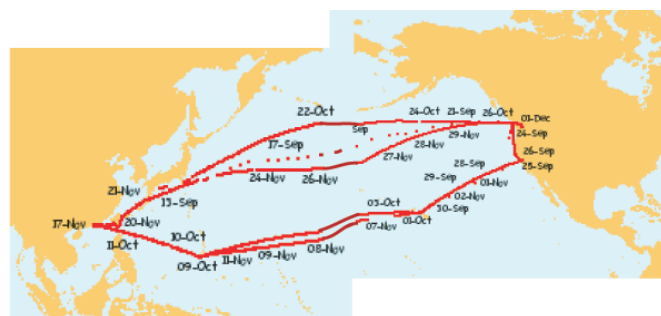 22-Oct
Sep
24-Oct
21-Sep
26-Oct
01-Dec
24-Sep
29-Nov
28-Nov
27-Nov
17-Sep
26-Sep
25-Sep
28-Sep
24-Nov
26-Nov
29-Sep
01-Nov
02-Nov
30-Sep
21-Nov
15-Sep
03-Oct
01-Oct
07-Nov
17-Nov
20-Nov
11-Oct
10-Oct
09-Oct
11-Nov
09-Nov
08-Nov